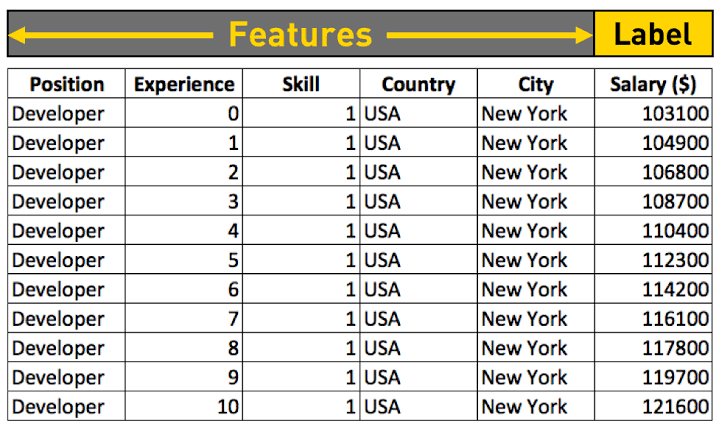 Features Label
Position Experience Skill Country City Salary ($)
Developer 0 1 USA New York 103100
Developer 1 1 USA New York 104900
Developer 2 1 USA New York 106800
Developer 3 1 USA New York 108700
Developer 4 1 USA New York 110400
Developer 5 1 USA New York 112300
Developer 6 1 USA New York 114200
Developer 7 1 USA New York 116100
Developer 8 1 USA New York 117800
Developer 9 1 USA New York 119700
Developer 10 1 USA New York 121600